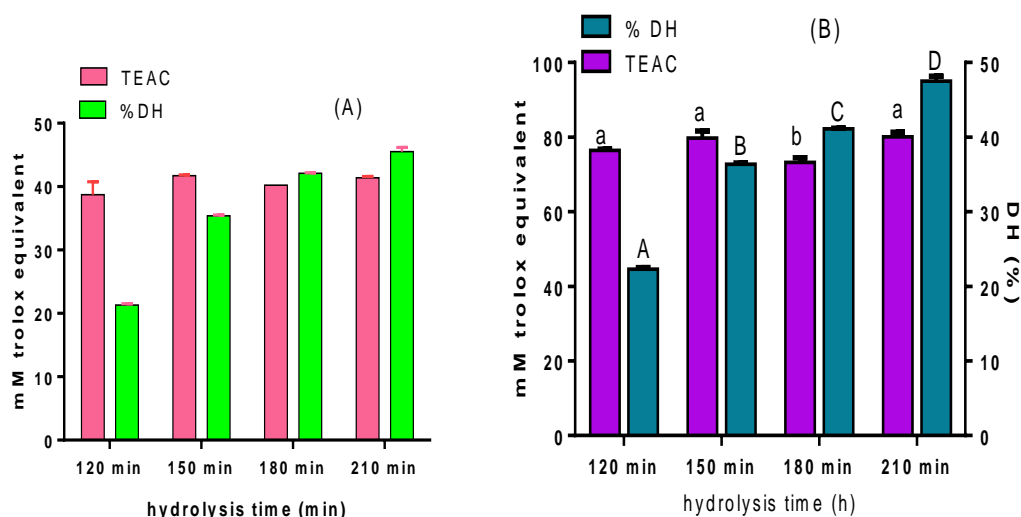 TEAC
%DH
(A)
50
40
30
20
10
0
mM trolox equivalent
120 min 150 min 180 min 210 min
hydrolysis time (min)
% DH
TEAC
(B)
100
80
60
40
20
0
mM trolox equivalent
a a b a
A B C D
50
40
30
20
10
0
DH (%)
120 min 150 min 180 min 210 min
hydrolysis time (h)